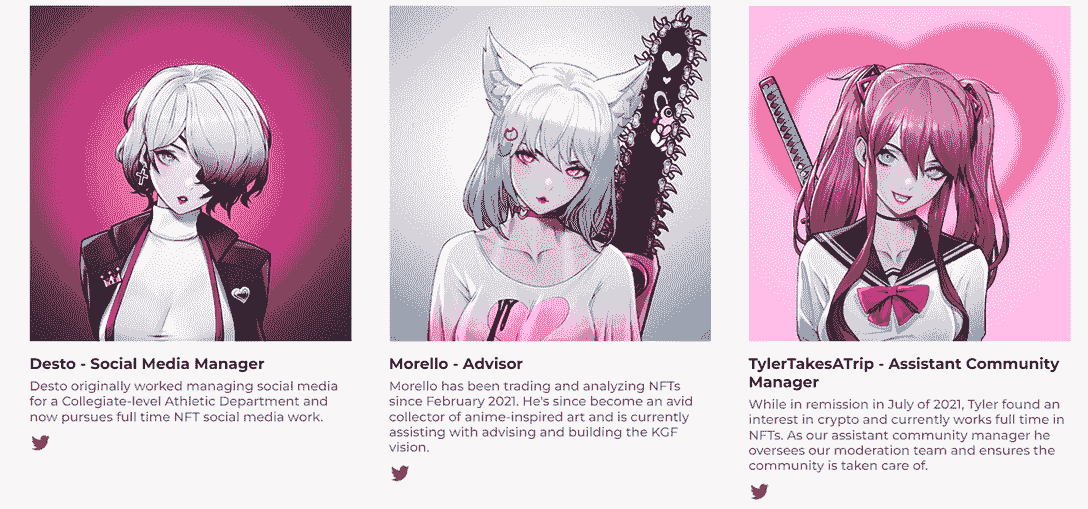 Desto - Social Media Manager
Desto originally worked managing social media
for a Collegiate-level Athletic Department and
now pursues full time NFT social media work.
Morello - Advisor
Morello has been trading and analyzing NFTs
since February 2021. He's since become an avid
collector of anime-inspired art and is currently
assisting with advising and building the KGF
vision.
TylerTakesATrip - Assistant Community
Manager
While in remission in July of 2021, Tyler found an
interest in crypto and currently works full time in
NFTs. As our assistant community manager he
oversees our moderation team and ensures the
community is taken care of.